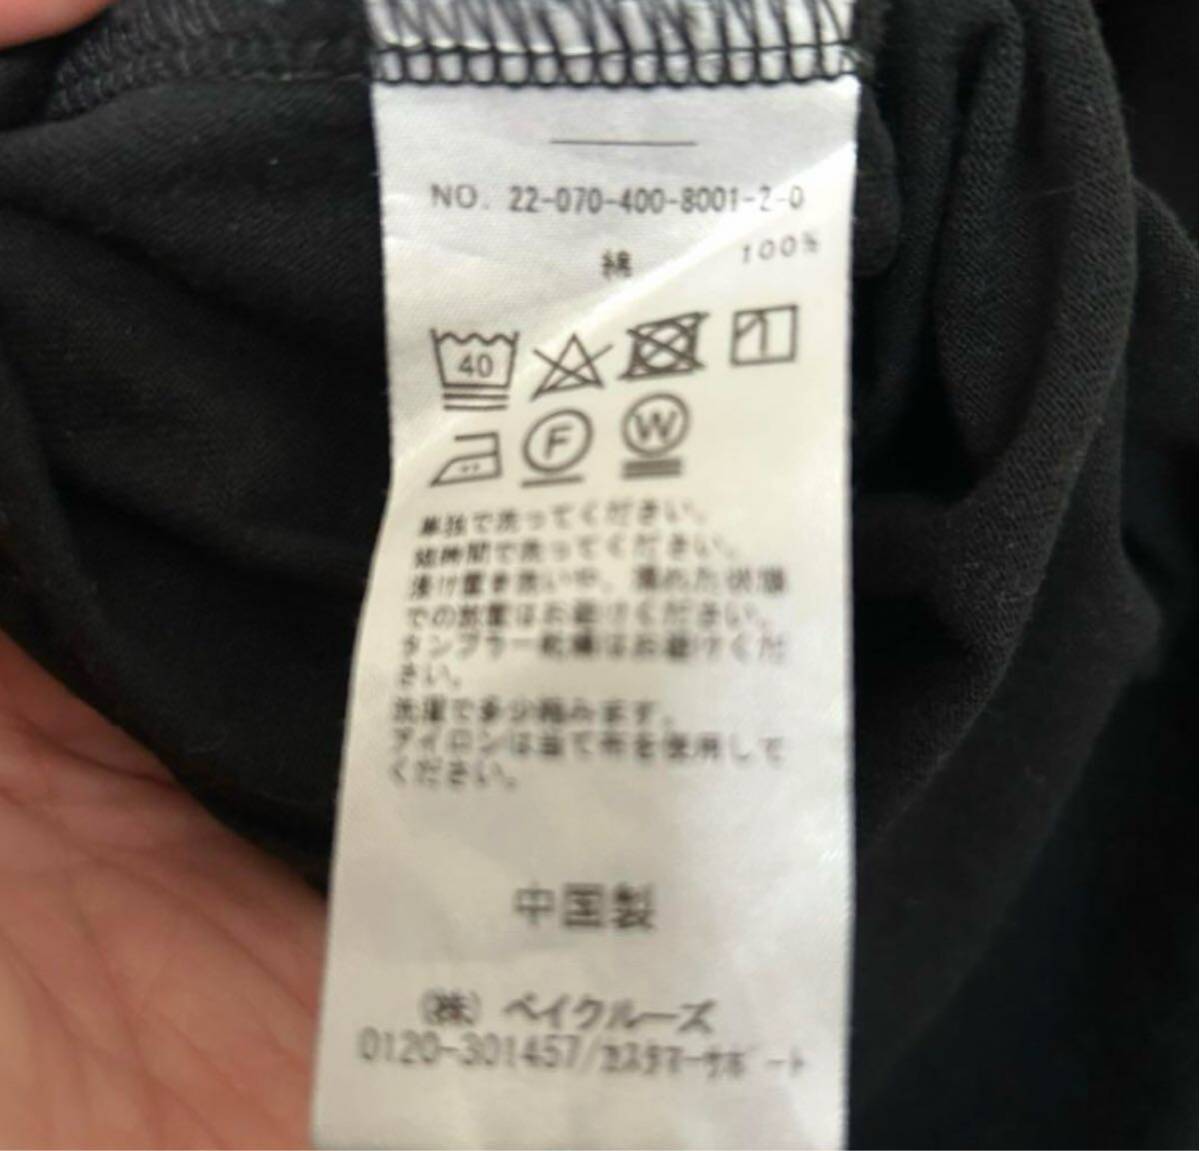 NO. 22-070-400-8001-2-0
綿 100%
40
F W
単独で洗ってください。
短時間で洗ってください。
浸け置き洗いや、濡れた状態
での放置はお避けください。
タンブラー乾燥はお避けくだ
さい。
洗濯で多少縮みます。
アイロンは当て布を使用して
ください。
中国製
(株) ベイクルーズ
0120-301457/カスタマーサポート